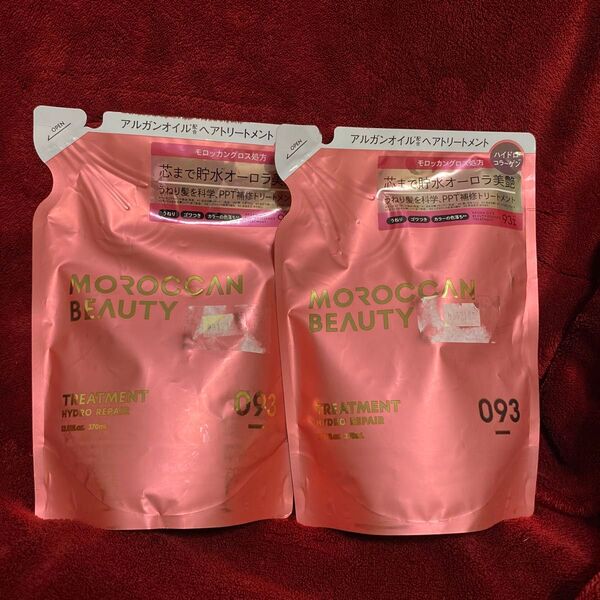 OPEN
アルガンオイル配合ヘアトリートメント
モロッカングロス処方
芯まで貯水オーロラ美
うねり髪を科学。PPT補修トリートメン
うねり
ゴワつき
カラーの色落ち
MOROCCAN
BEAUTY
TREATMENT
HYDRO REPAIR
370mL
093
OPEN
アルガンオイル配合ヘアトリートメント
モロッカングロス処方
ハイドロ
コラーゲン
芯まで貯水オーロラ美艶
うねり髪を科学。PPT補修トリートメント
うねり
ゴワつき
カラーの色落ち
93%
MOROCCAN
BEAUTY
TREATMENT
HYDRO REPAIR
093